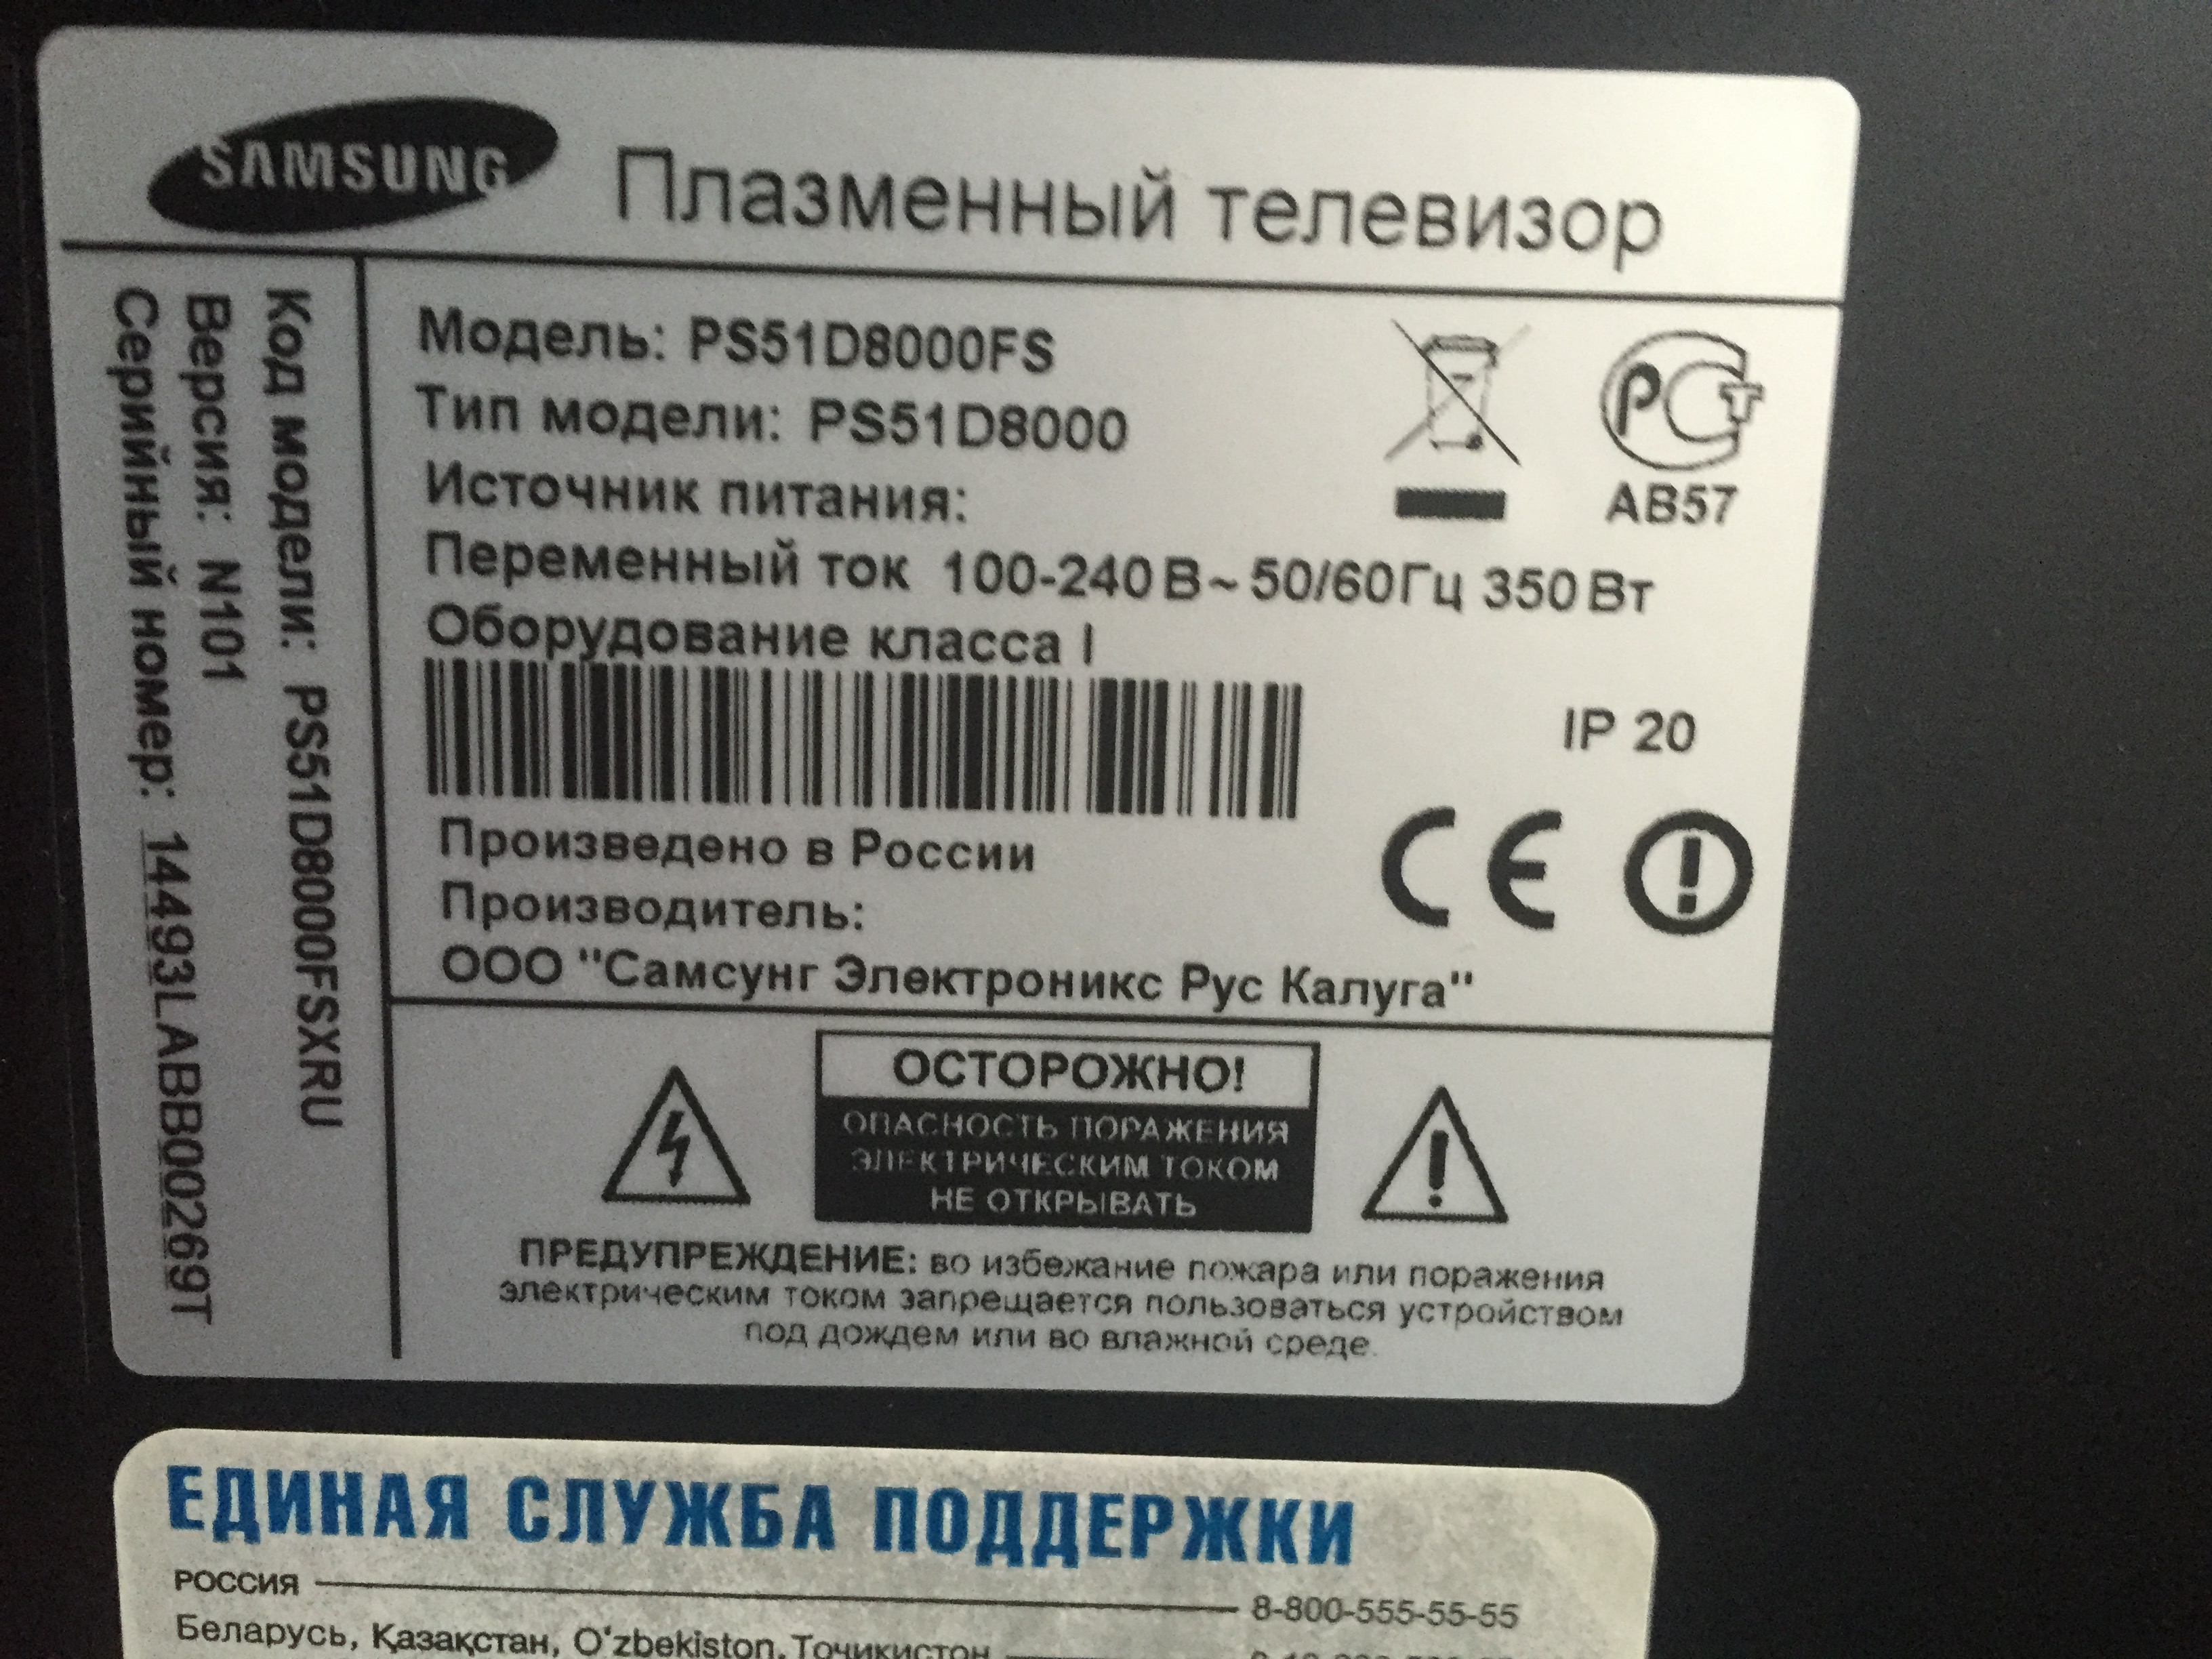 SAMSUNG Плазменный телевизор
Код модели: PS51D8000FSXRU
Версия: N101
Серийный номер: 14493LABB00269T
Модель: PS51D8000FS
Тип модели: PS51D8000
Источник питания:
Переменный ток 100-240 В~ 50/60Гц 350 Вт
Оборудование класса I
РСТ
АВ57
IP 20
Произведено в России
Производитель:
ООО "Самсунг Электроникс Рус Калуга"
CE
ОСТОРОЖНО!
ОПАСНОСТЬ ПОРАЖЕНИЯ
ЭЛЕКТРИЧЕСКИМ ТОКОМ
НЕ ОТКРЫВАТЬ
ПРЕДУПРЕЖДЕНИЕ: во избежание пожара или поражения
электрическим током запрещается пользоваться устройством
под дождем или во влажной среде.
ЕДИНАЯ СЛУЖБА ПОДДЕРЖКИ
РОССИЯ 8-800-555-55-55
Беларусь, Қазақстан, O'zbekiston, Тоҷикистон